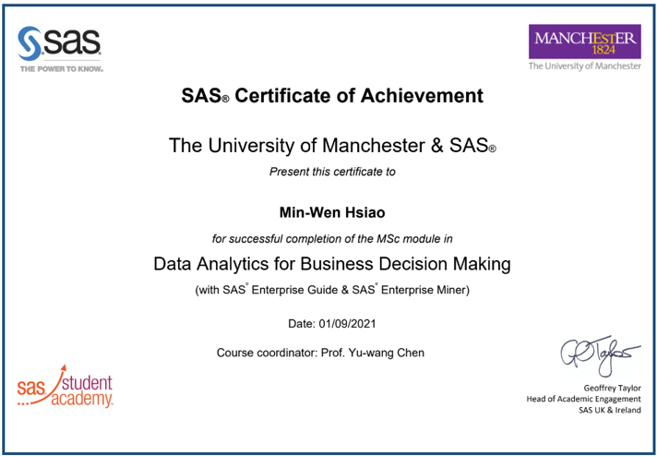 sas.
THE POWER TO KNOW®
MANCHESTER
1824
The University of Manchester
SAS® Certificate of Achievement
The University of Manchester & SAS®
Present this certificate to
Min-Wen Hsiao
for successful completion of the MSc module in
Data Analytics for Business Decision Making
(with SAS® Enterprise Guide & SAS® Enterprise Miner)
Date: 01/09/2021
Course coordinator: Prof. Yu-wang Chen
sas. student
academy.
GOTaylor
Geoffrey Taylor
Head of Academic Engagement
SAS UK & Ireland